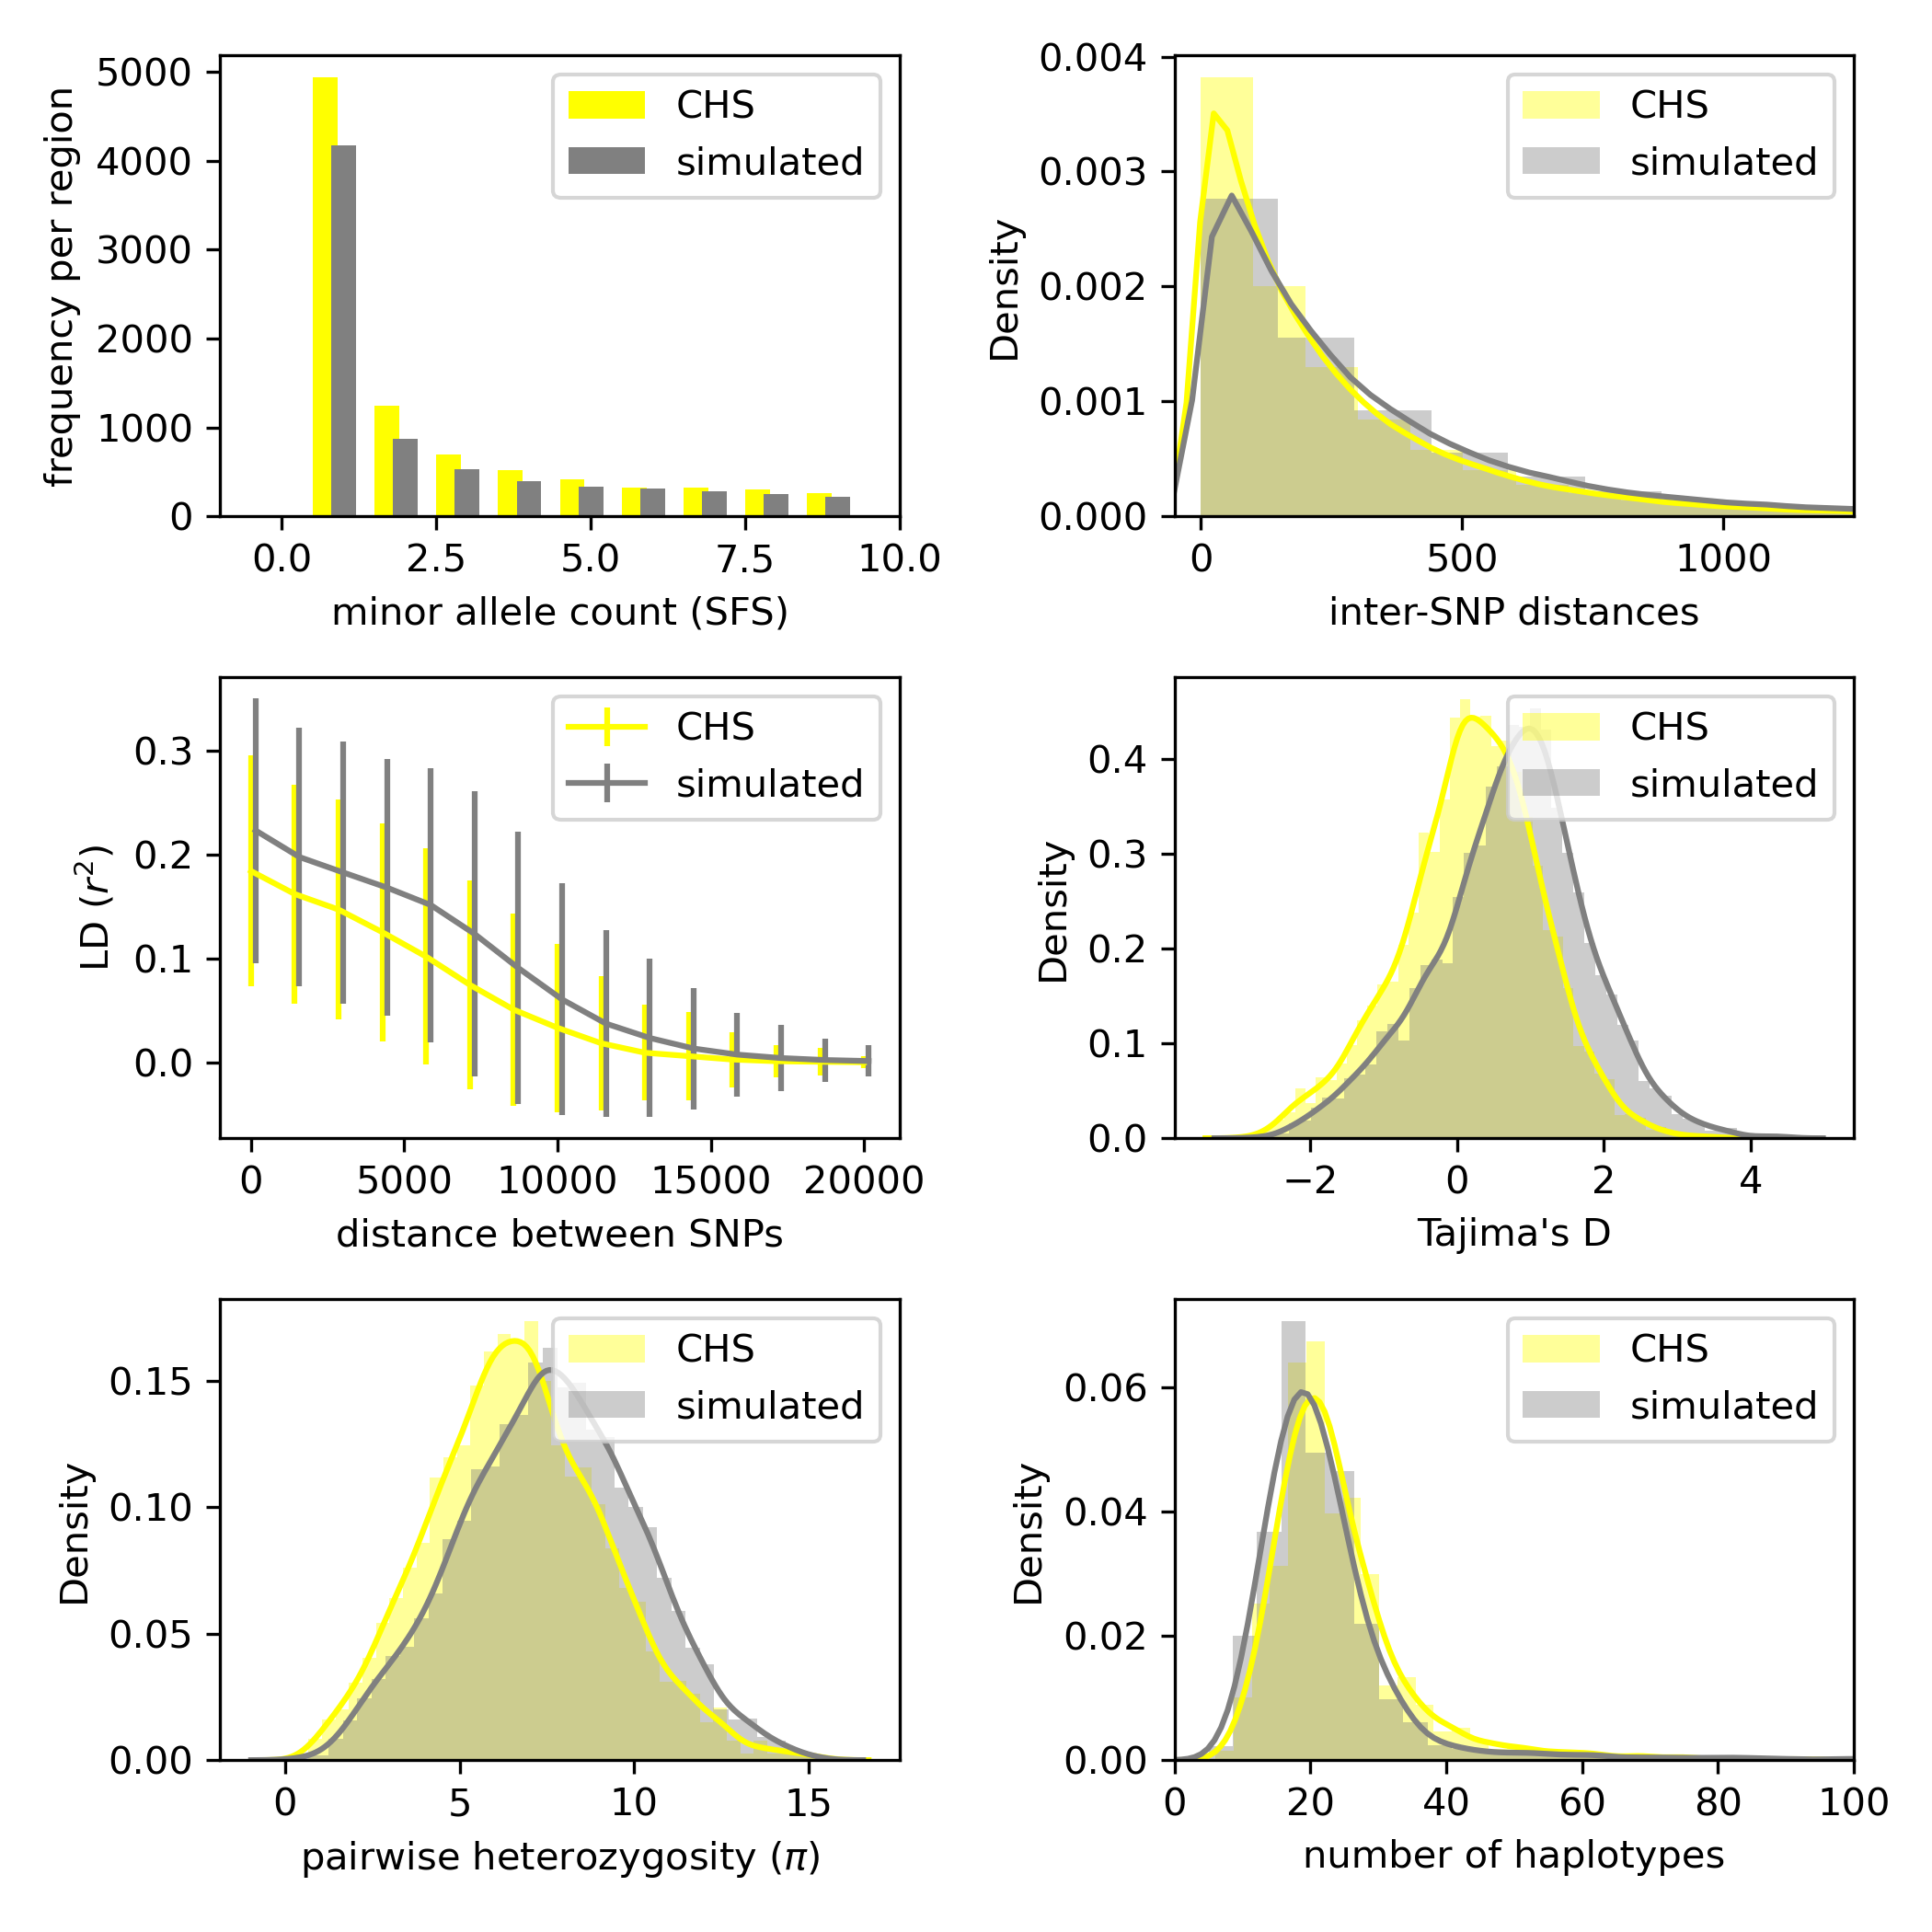 5000
4000
3000
2000
1000
0
frequency per region
CHS
simulated
0.0 2.5 5.0 7.5 10.0
minor allele count (SFS)
0.004
0.003
0.002
0.001
0.000
Density
CHS
simulated
0 500 1000
inter-SNP distances
0.3
0.2
0.1
0.0
LD (r²)
CHS
simulated
0 5000 10000 15000 20000
distance between SNPs
0.4
0.3
0.2
0.1
0.0
Density
CHS
simulated
−2 0 2 4
Tajima's D
0.15
0.10
0.05
0.00
Density
CHS
simulated
0 5 10 15
pairwise heterozygosity (π)
0.06
0.04
0.02
0.00
Density
CHS
simulated
0 20 40 60 80 100
number of haplotypes